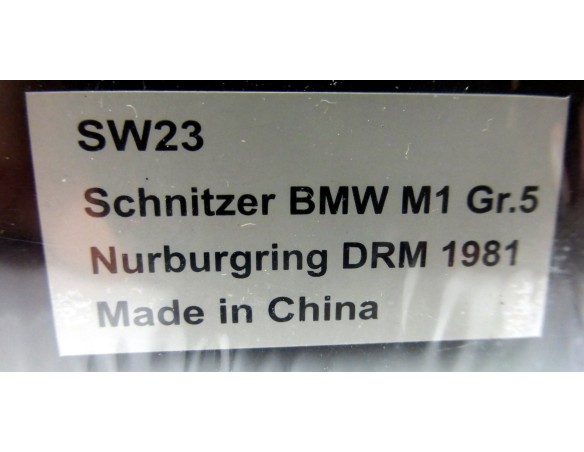 SW23
Schnitzer BMW M1 Gr.5
Nurburgring DRM 1981
Made in China